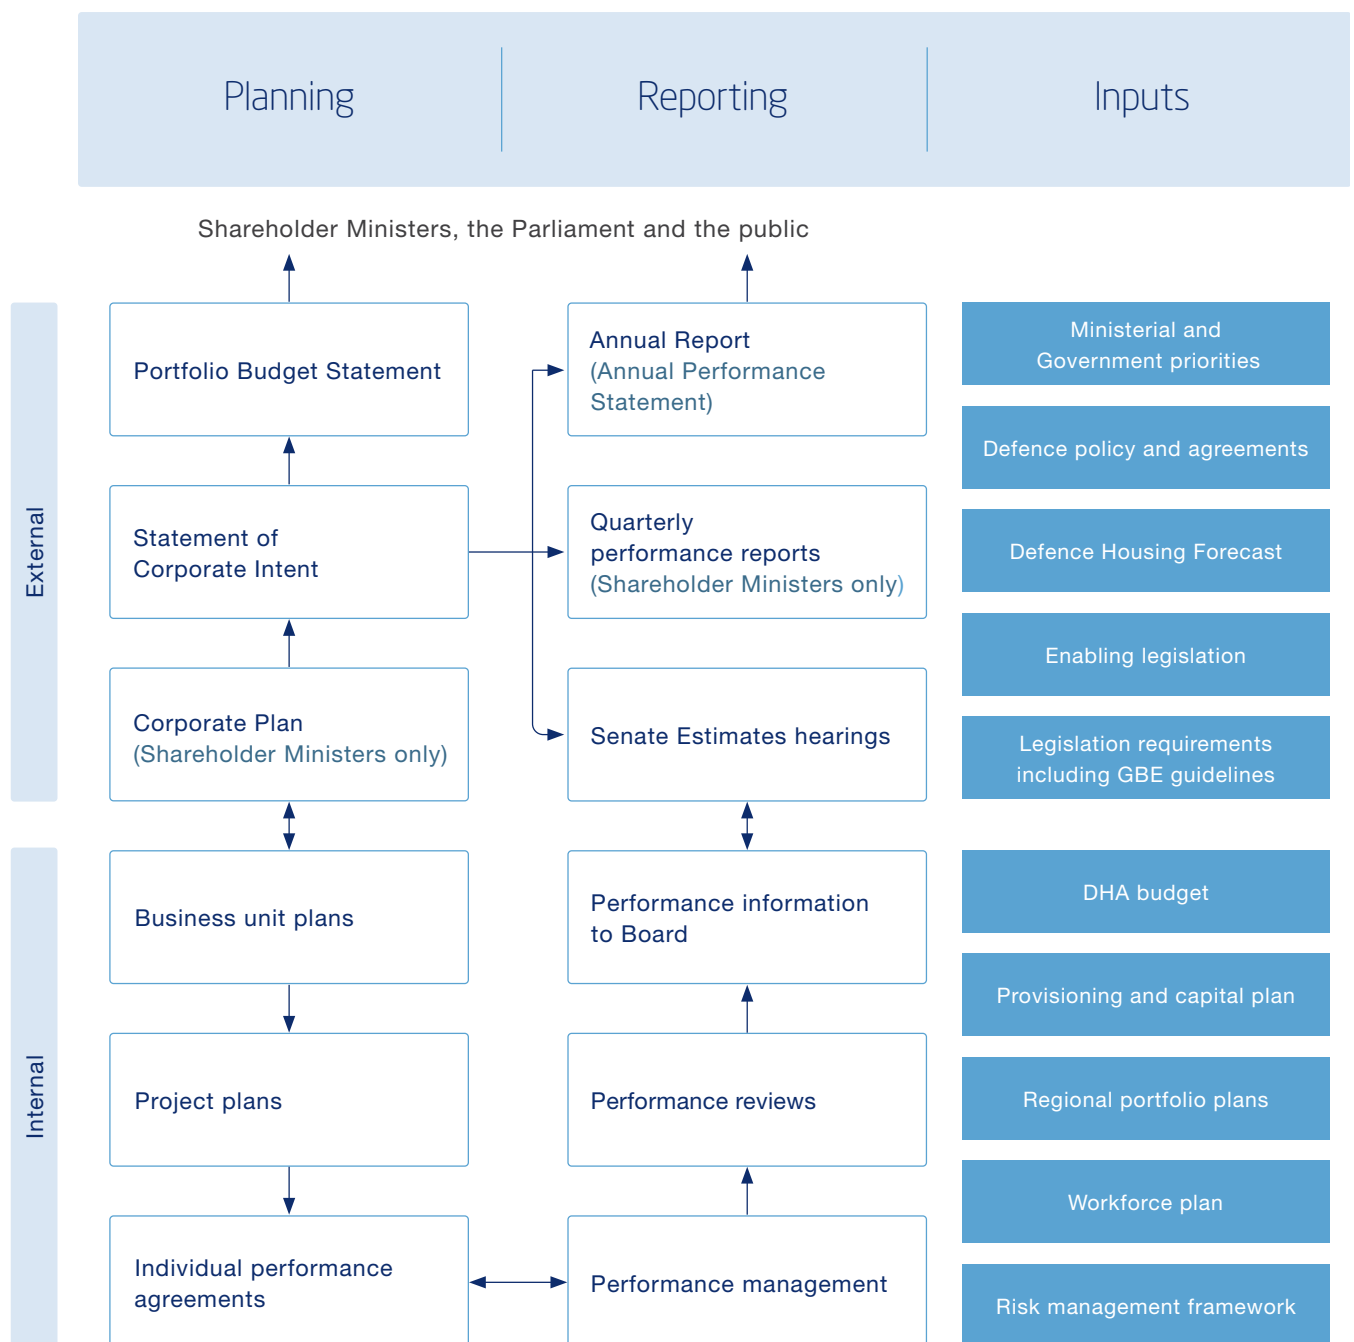 Planning
Reporting
Inputs
Shareholder Ministers, the Parliament and the public
External
Portfolio Budget Statement
Annual Report
(Annual Performance
Statement)
Ministerial and
Government priorities
Defence policy and agreements
Statement of
Corporate Intent
Quarterly
performance reports
(Shareholder Ministers only)
Defence Housing Forecast
Enabling legislation
Corporate Plan
(Shareholder Ministers only)
Senate Estimates hearings
Legislation requirements
including GBE guidelines
Internal
Business unit plans
Performance information
to Board
DHA budget
Provisioning and capital plan
Project plans
Performance reviews
Regional portfolio plans
Workforce plan
Individual performance
agreements
Performance management
Risk management framework